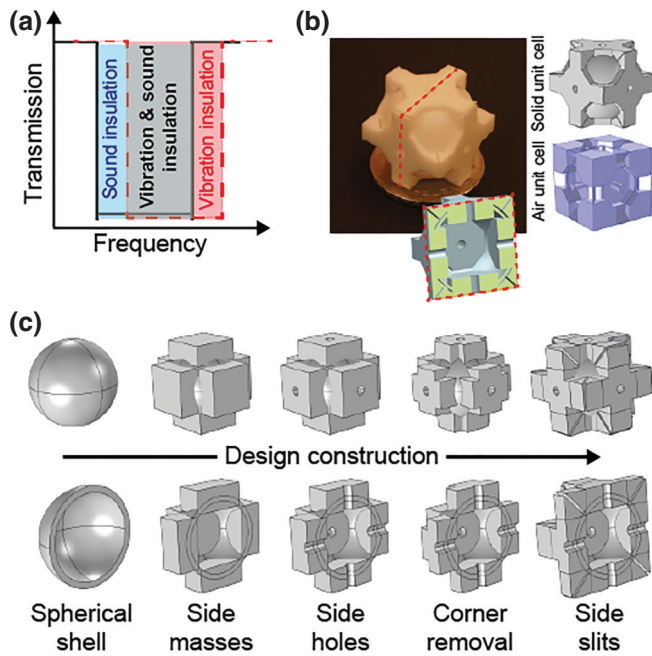 (a)
Transmission
Sound insulation
Vibration & sound
insulation
Vibration insulation
Frequency
(b)
Solid unit cell
Air unit cell
(c)
Design construction
Spherical
shell
Side
masses
Side
holes
Corner
removal
Side
slits